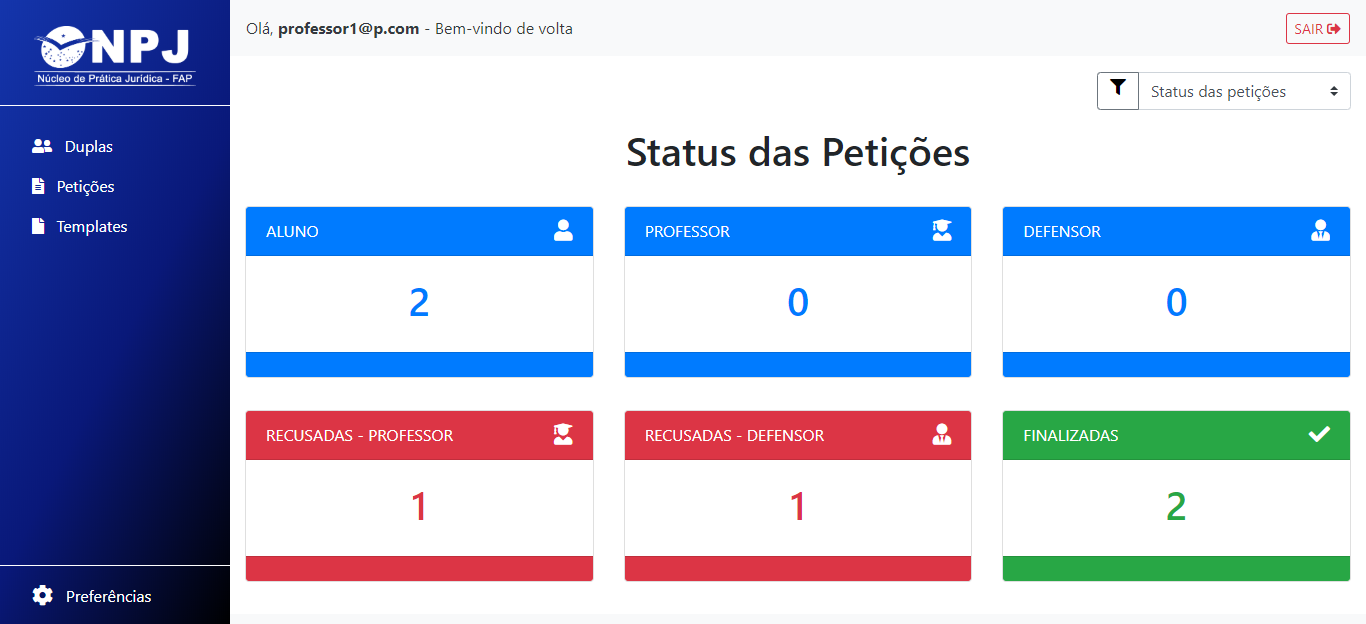 NPJ
Núcleo de Prática Jurídica - FAP
Duplas
Petições
Templates
Preferências
Olá, professor1@p.com - Bem-vindo de volta
SAIR
Status das petições
Status das Petições
ALUNO
2
PROFESSOR
0
DEFENSOR
0
RECUSADAS - PROFESSOR
1
RECUSADAS - DEFENSOR
1
FINALIZADAS
2